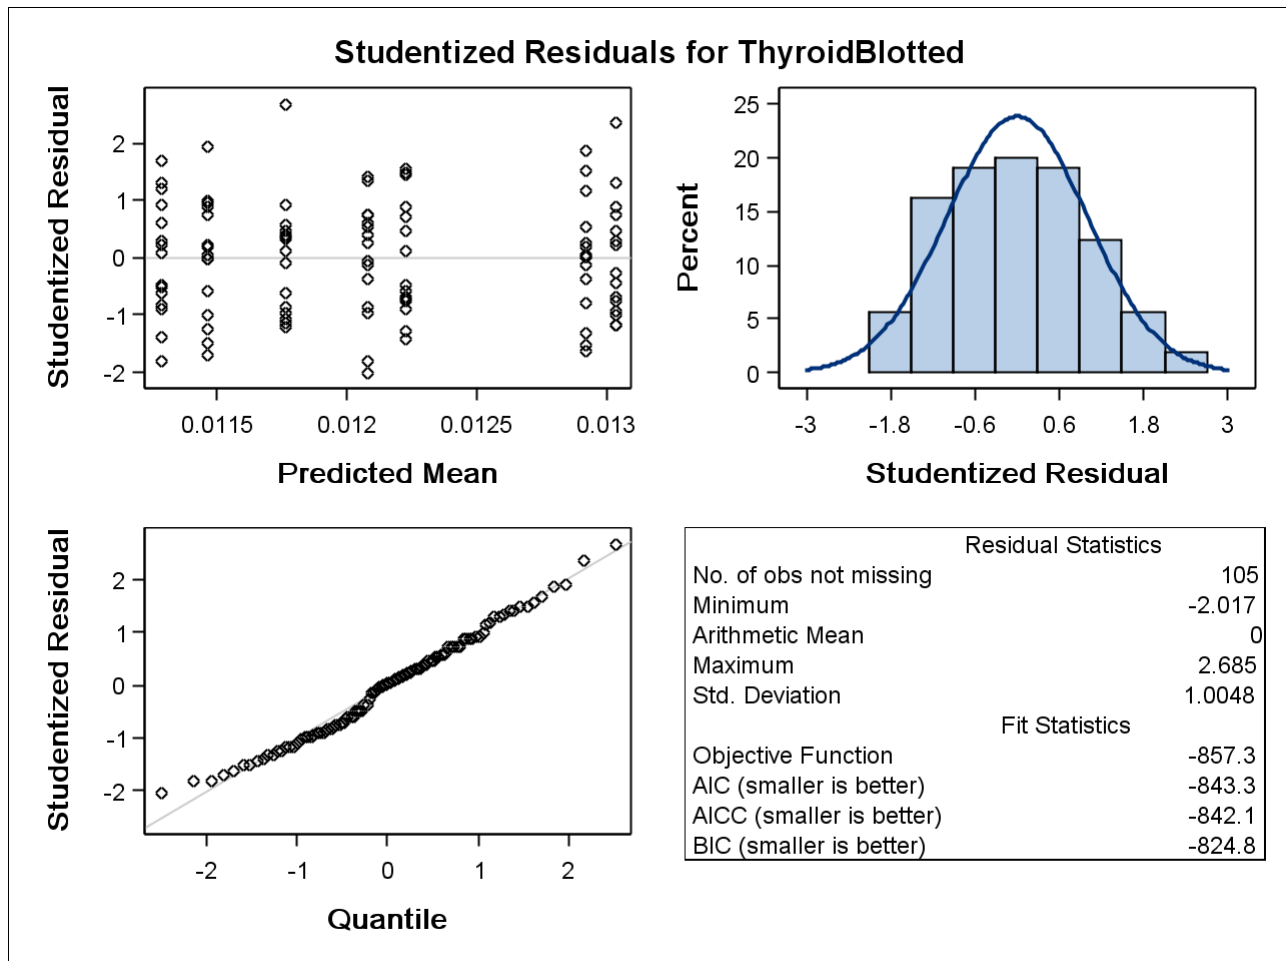 Studentized Residuals for ThyroidBlotted
Studentized Residual
2
1
0
-1
-2
0.0115 0.012 0.0125 0.013
Predicted Mean
Percent
25
20
15
10
5
0
-3 -1.8 -0.6 0.6 1.8 3
Studentized Residual
Studentized Residual
2
1
0
-1
-2
-2 -1 0 1 2
Quantile
Residual Statistics
No. of obs not missing 105
Minimum -2.017
Arithmetic Mean 0
Maximum 2.685
Std. Deviation 1.0048
Fit Statistics
Objective Function -857.3
AIC (smaller is better) -843.3
AICC (smaller is better) -842.1
BIC (smaller is better) -824.8